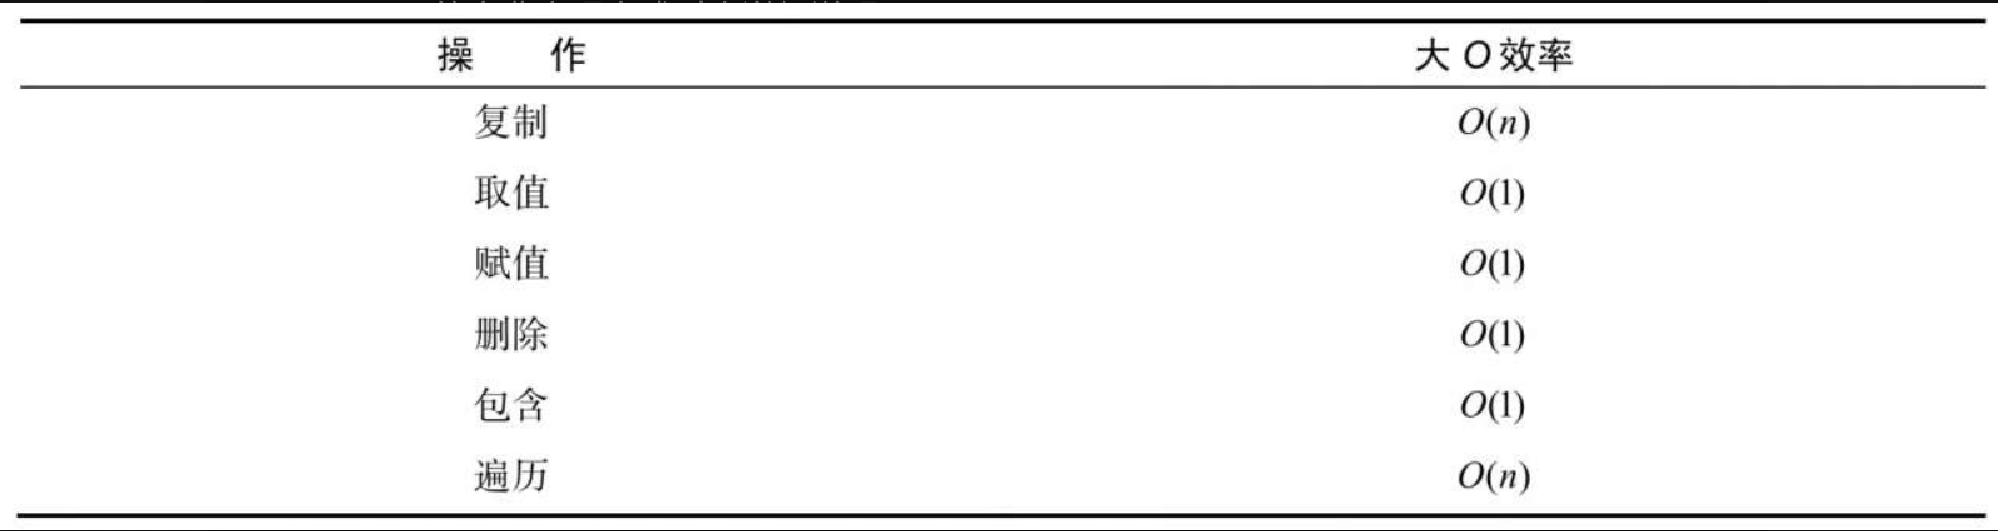 操 作 大 O 效率
复制 O(n)
取值 O(1)
赋值 O(1)
删除 O(1)
包含 O(1)
遍历 O(n)